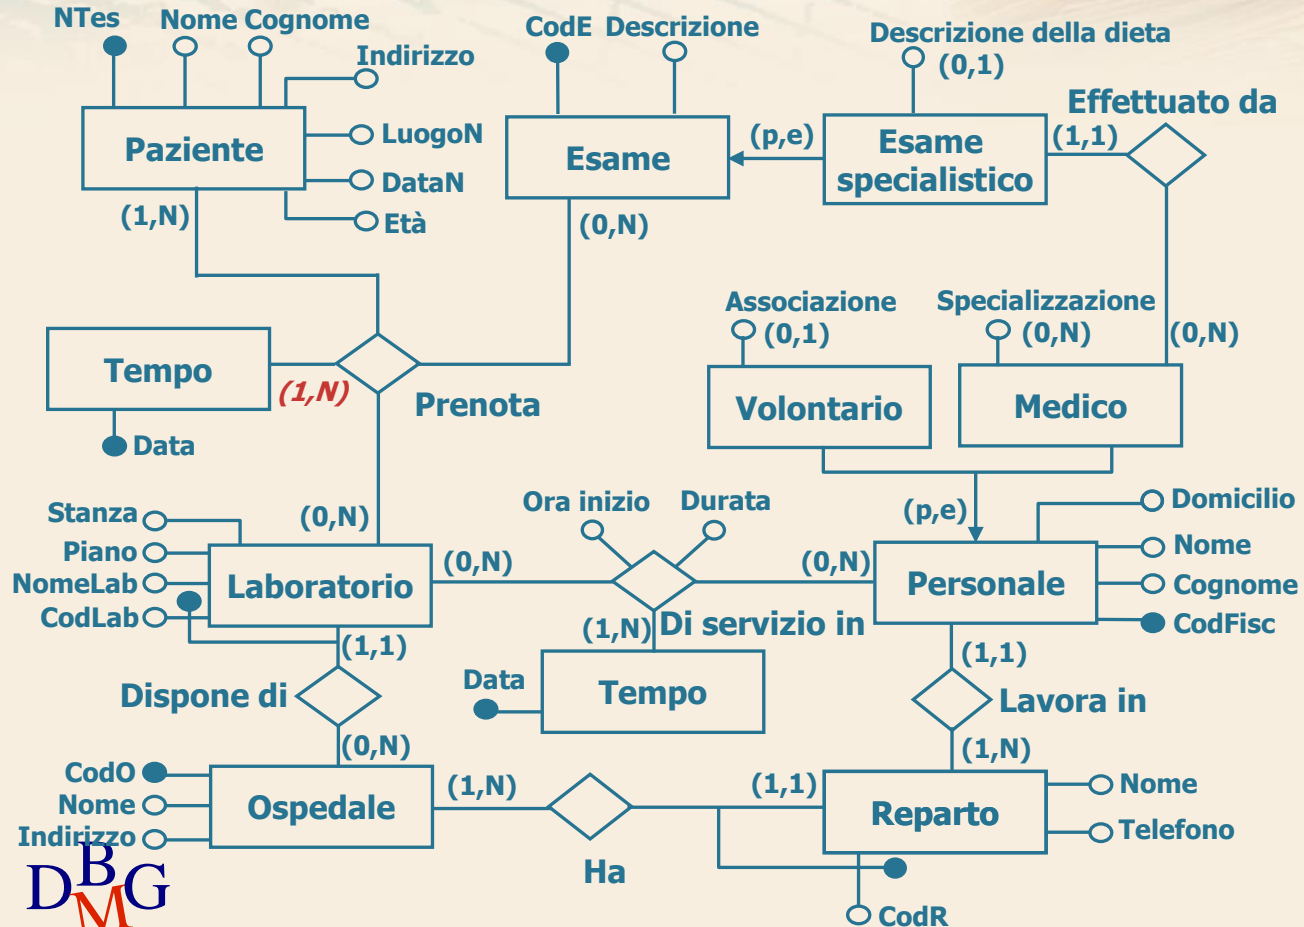 NTes
Nome Cognome
Indirizzo
Paziente
LuogoN
DataN
Età
(1,N)
CodE Descrizione
Esame
(0,N)
Descrizione della dieta
(0,1)
(p,e)
Esame
specialistico
(1,1)
Effettuato da
(0,N)
Tempo
(1,N)
Data
Prenota
Associazione
(0,1)
Volontario
Specializzazione
(0,N)
Medico
(p,e)
Stanza
Piano
NomeLab
CodLab
(0,N)
Laboratorio
(1,1)
(0,N)
Ora inizio
Durata
(0,N)
Di servizio in
(1,N)
Data
Tempo
Personale
Domicilio
Nome
Cognome
CodFisc
(1,1)
Lavora in
(1,N)
Dispone di
(0,N)
CodO
Nome
Indirizzo
Ospedale
(1,N)
Ha
(1,1)
Reparto
Nome
Telefono
CodR
DBMG